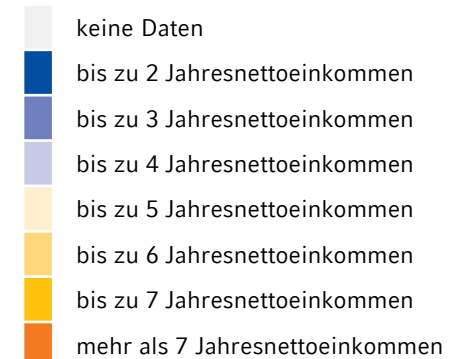 keine Daten
bis zu 2 Jahresnettoeinkommen
bis zu 3 Jahresnettoeinkommen
bis zu 4 Jahresnettoeinkommen
bis zu 5 Jahresnettoeinkommen
bis zu 6 Jahresnettoeinkommen
bis zu 7 Jahresnettoeinkommen
mehr als 7 Jahresnettoeinkommen